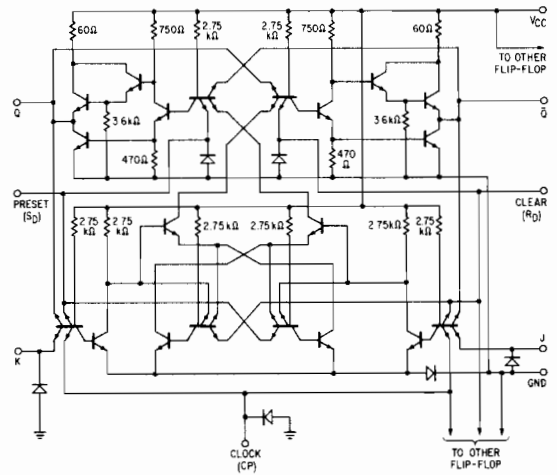 60Ω 750Ω 2.75 kΩ 2.75 kΩ 750Ω 60Ω
VCC
TO OTHER FLIP-FLOP
Q
Q̄
3.6kΩ
3.6kΩ
470Ω
470 Ω
PRESET (SD)
CLEAR (RD)
2.75 kΩ 2.75 kΩ 2.75kΩ 2.75kΩ 2.75kΩ 2.75 kΩ
K
J
GND
CLOCK (CP)
TO OTHER FLIP-FLOP